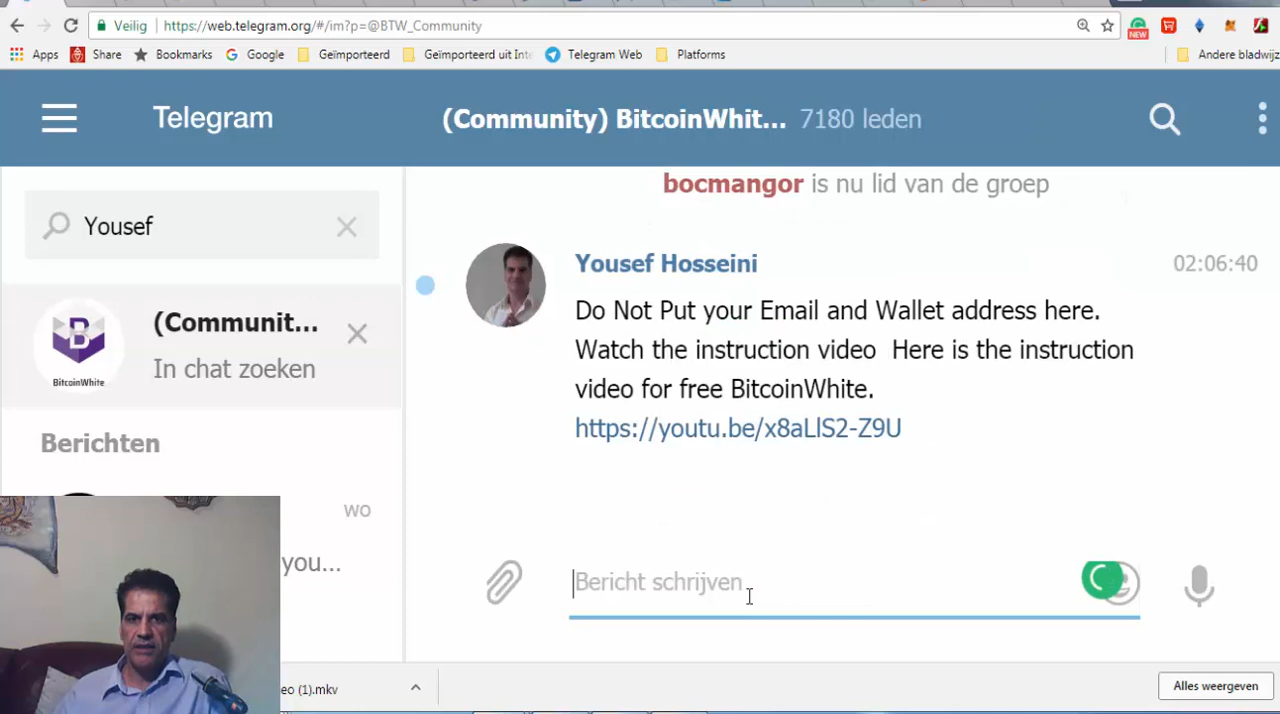 Veilig
https://web.telegram.org/#/im?p=@BTW_Community
NEW
Apps
Share
Bookmarks
Google
Geïmporteerd
Geïmporteerd uit Inte
Telegram Web
Platforms
Andere bladwijz
Telegram
(Community) BitcoinWhit... 7180 leden
Yousef
(Communit...
In chat zoeken
BitcoinWhite
Berichten
wo
you...
bocmangor is nu lid van de groep
Yousef Hosseini
02:06:40
Do Not Put your Email and Wallet address here.
Watch the instruction video Here is the instruction
video for free BitcoinWhite.
https://youtu.be/x8aLlS2-Z9U
Bericht schrijven
eo (1).mkv
Alles weergeven